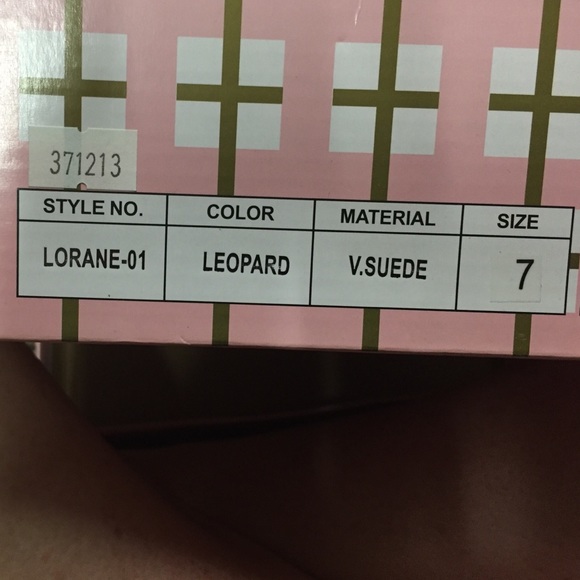 371213
STYLE NO. COLOR MATERIAL SIZE
LORANE-01 LEOPARD V.SUEDE 7